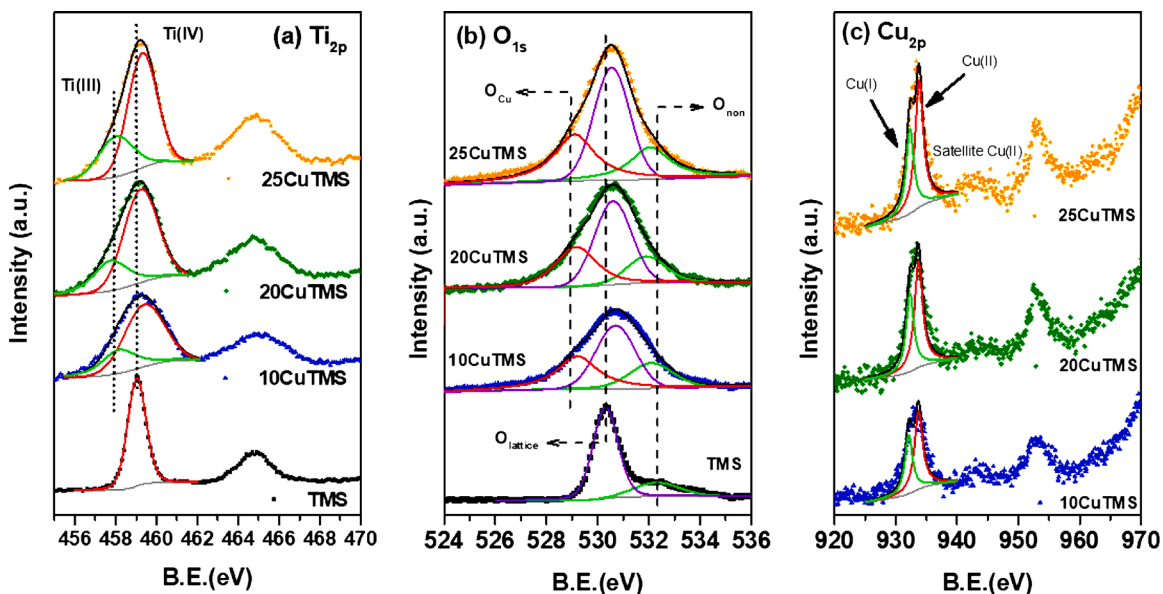 Ti(IV)
(a) Ti2p
Ti(III)
25CuTMS
20CuTMS
10CuTMS
TMS
Intensity (a.u.)
456 458 460 462 464 466 468 470
B.E.(eV)
(b) O1s
OCu
Onon
25CuTMS
20CuTMS
10CuTMS
Olattice
TMS
Intensity (a.u.)
524 526 528 530 532 534 536
B.E.(eV)
(c) Cu2p
Cu(II)
Cu(I)
Satellite Cu(II)
25CuTMS
20CuTMS
10CuTMS
Intensity (a.u.)
920 930 940 950 960 970
B.E.(eV)